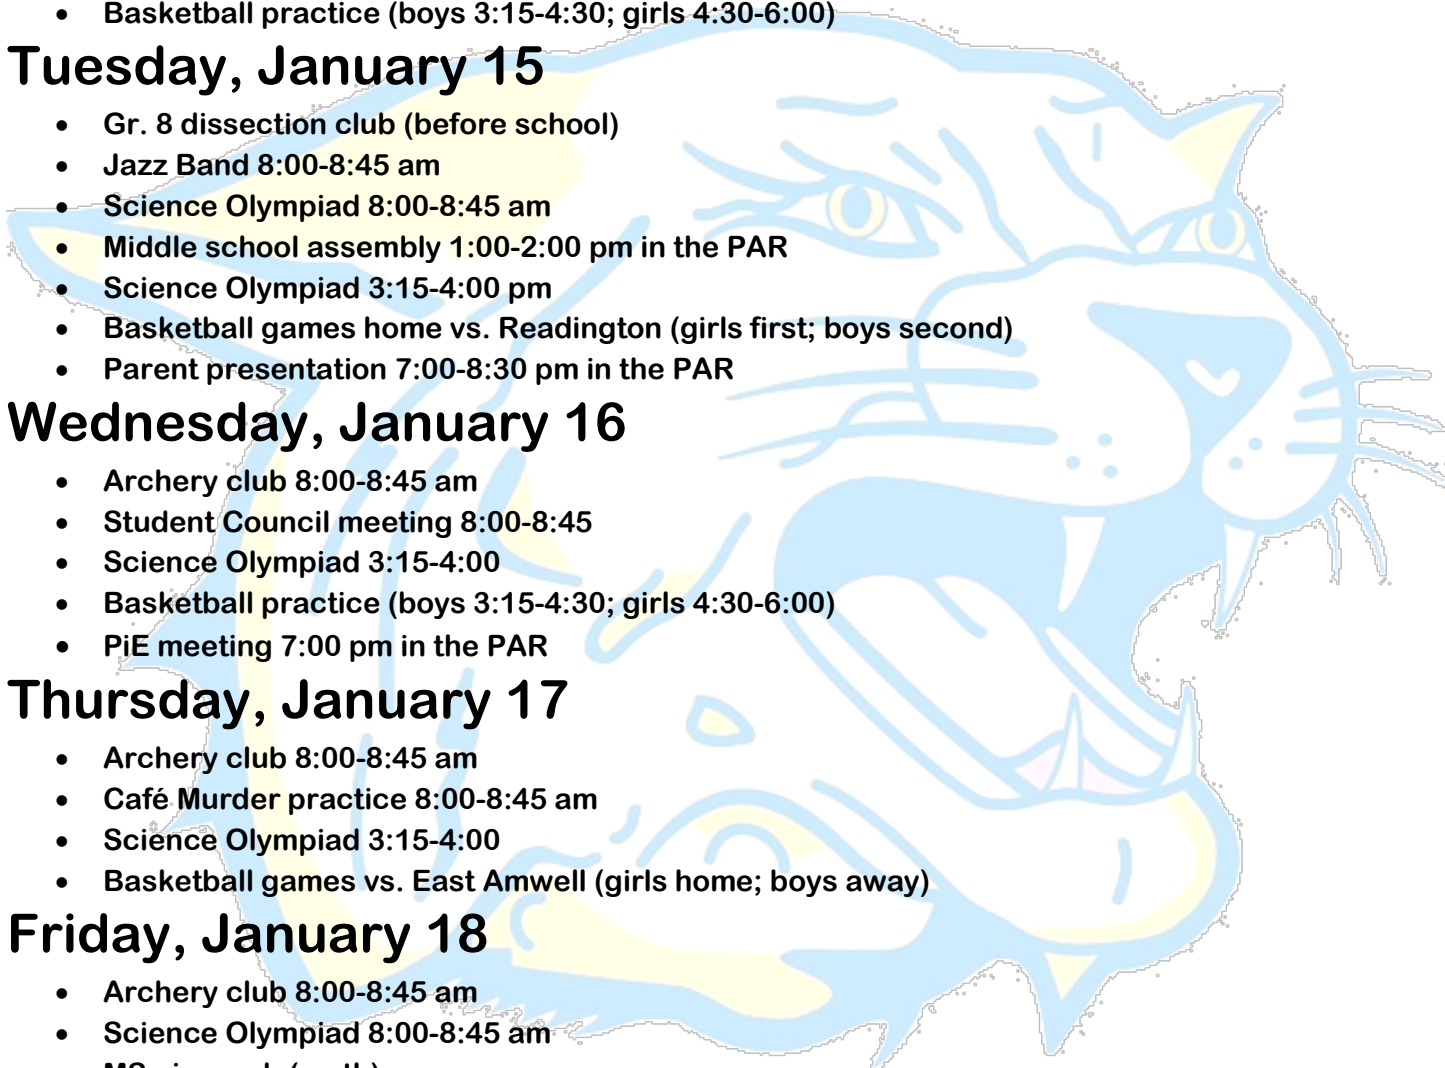 • Basketball practice (boys 3:15-4:30; girls 4:30-6:00)
Tuesday, January 15
• Gr. 8 dissection club (before school)
• Jazz Band 8:00-8:45 am
• Science Olympiad 8:00-8:45 am
• Middle school assembly 1:00-2:00 pm in the PAR
• Science Olympiad 3:15-4:00 pm
• Basketball games home vs. Readington (girls first; boys second)
• Parent presentation 7:00-8:30 pm in the PAR
Wednesday, January 16
• Archery club 8:00-8:45 am
• Student Council meeting 8:00-8:45
• Science Olympiad 3:15-4:00
• Basketball practice (boys 3:15-4:30; girls 4:30-6:00)
• PiE meeting 7:00 pm in the PAR
Thursday, January 17
• Archery club 8:00-8:45 am
• Café Murder practice 8:00-8:45 am
• Science Olympiad 3:15-4:00
• Basketball games vs. East Amwell (girls home; boys away)
Friday, January 18
• Archery club 8:00-8:45 am
• Science Olympiad 8:00-8:45 am